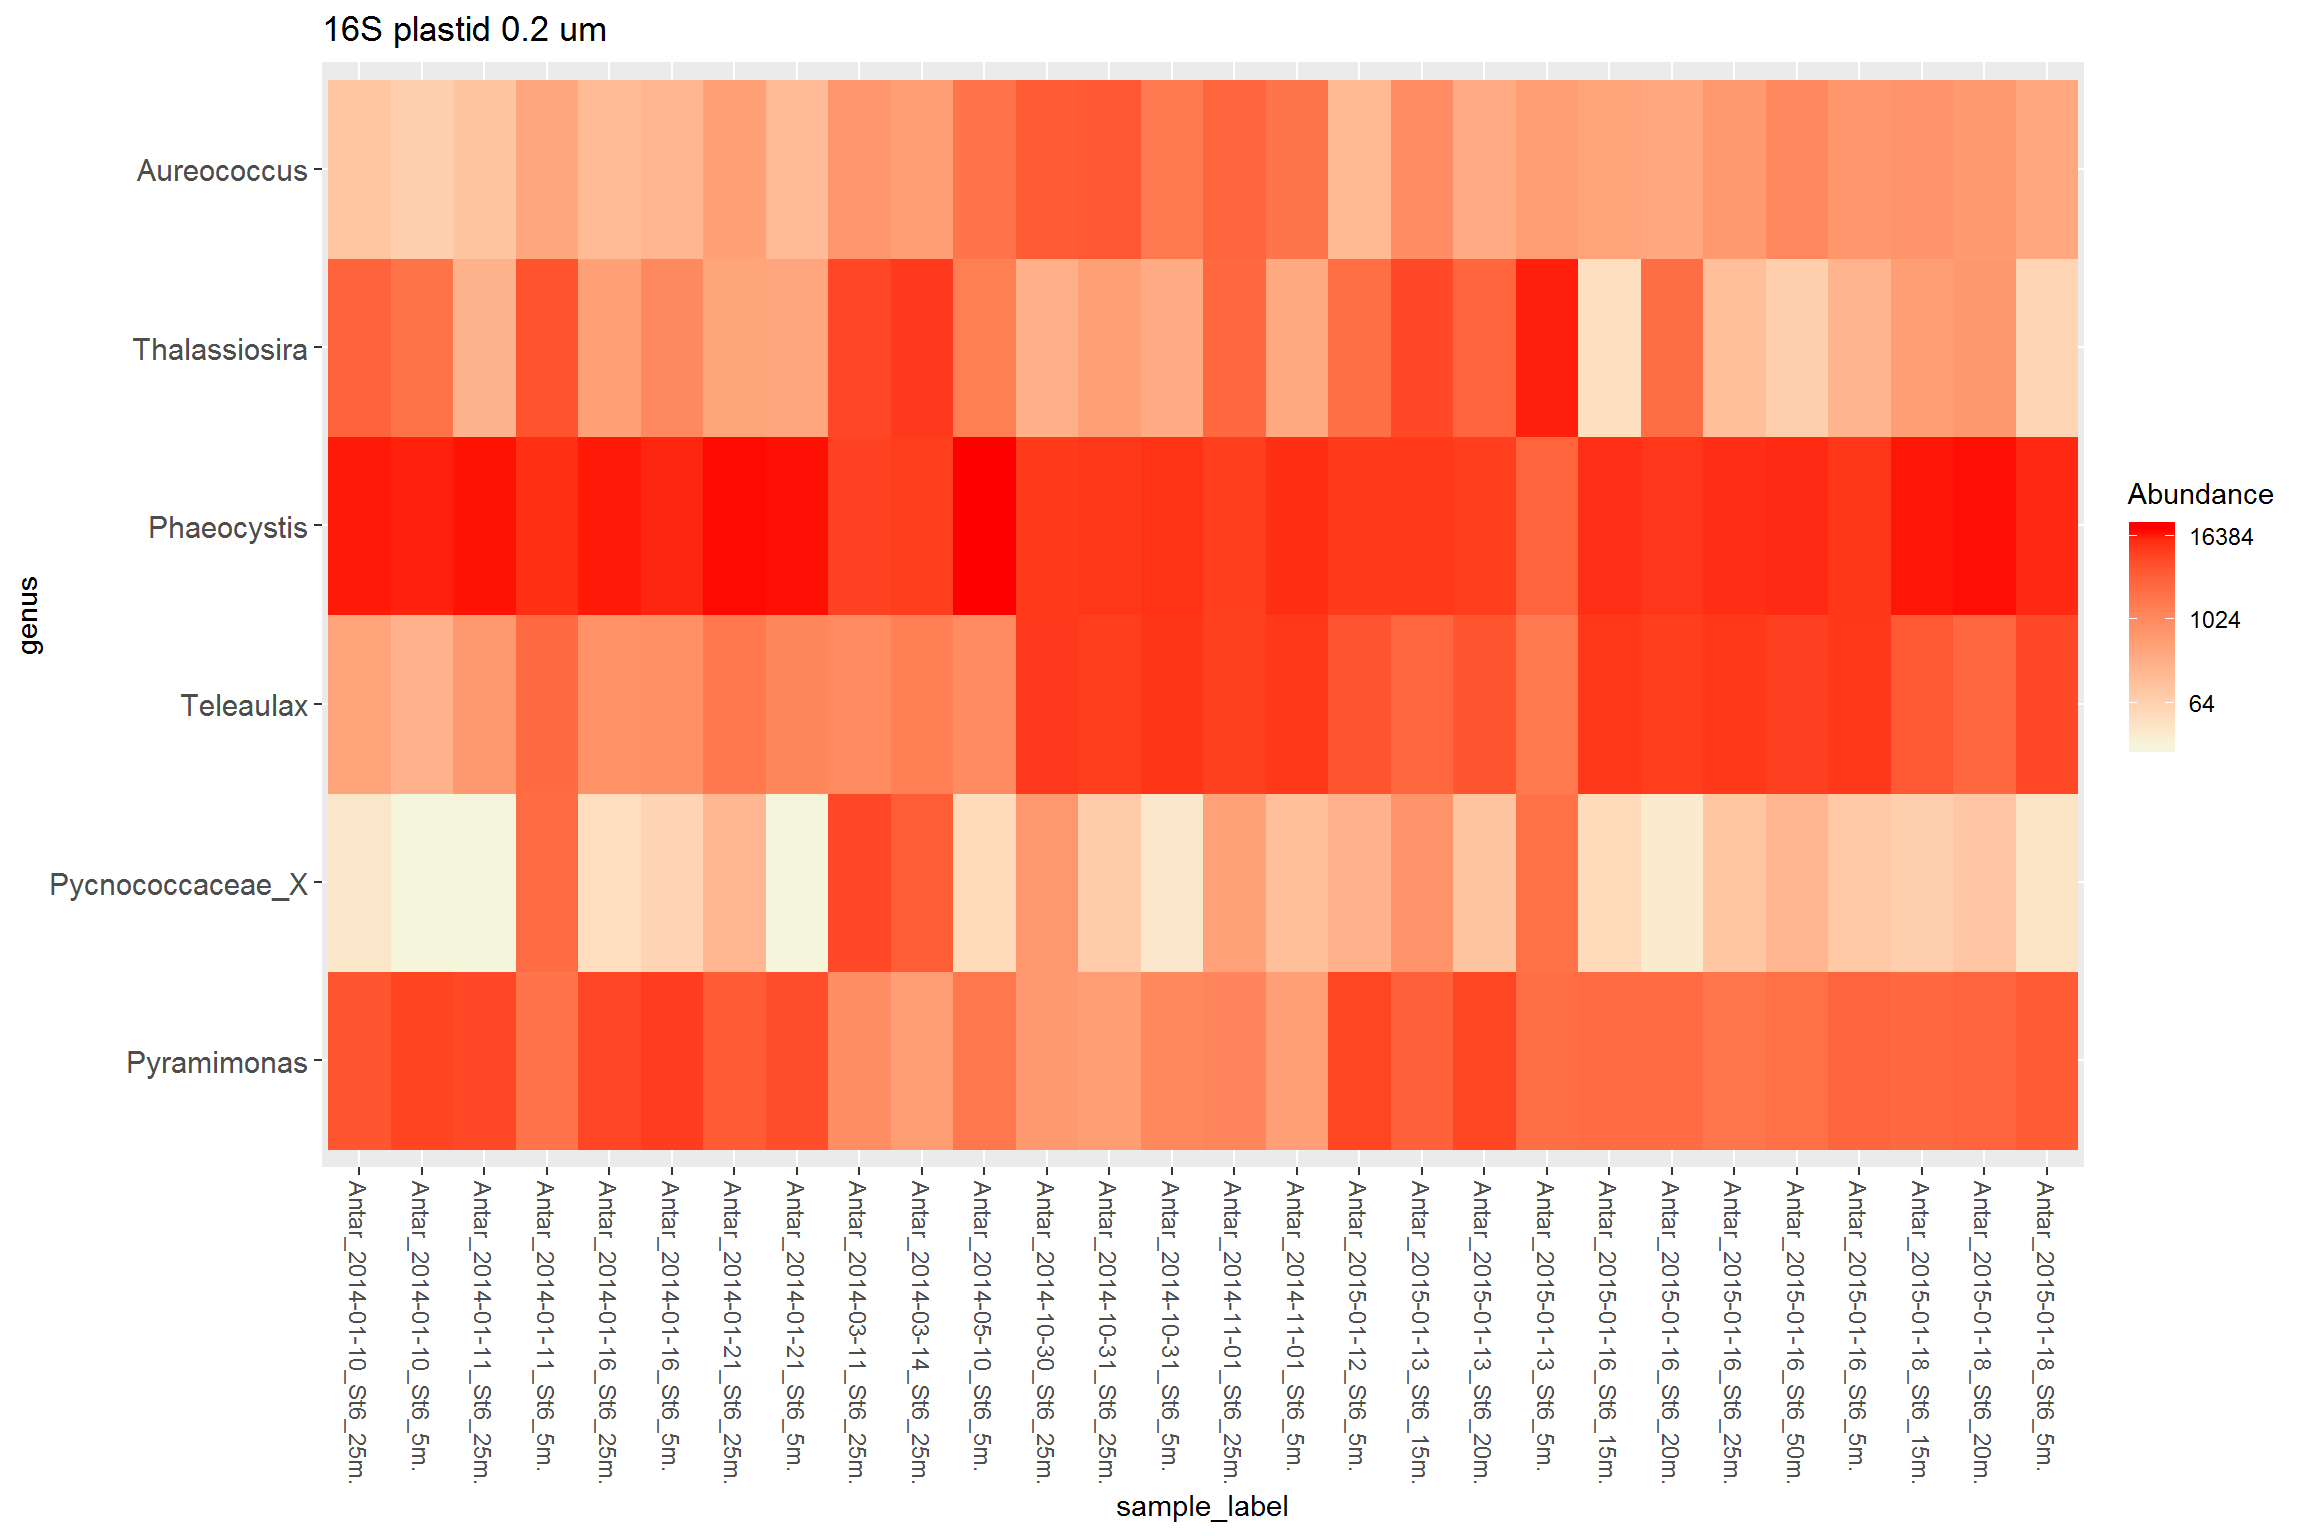 16S plastid 0.2 um
Aureococcus
Thalassiosira
Phaeocystis
Teleaulax
Pycnococcaceae_X
Pyramimonas
genus
Abundance
16384
1024
64
Antar_2014-01-10_St6_25m.
Antar_2014-01-10_St6_5m.
Antar_2014-01-11_St6_25m.
Antar_2014-01-11_St6_5m.
Antar_2014-01-16_St6_25m.
Antar_2014-01-16_St6_5m.
Antar_2014-01-21_St6_25m.
Antar_2014-01-21_St6_5m.
Antar_2014-03-11_St6_25m.
Antar_2014-03-14_St6_25m.
Antar_2014-05-10_St6_5m.
Antar_2014-10-30_St6_25m.
Antar_2014-10-31_St6_25m.
Antar_2014-10-31_St6_5m.
Antar_2014-11-01_St6_25m.
Antar_2014-11-01_St6_5m.
Antar_2015-01-12_St6_5m.
Antar_2015-01-13_St6_15m.
Antar_2015-01-13_St6_20m.
Antar_2015-01-13_St6_5m.
Antar_2015-01-16_St6_15m.
Antar_2015-01-16_St6_20m.
Antar_2015-01-16_St6_25m.
Antar_2015-01-16_St6_50m.
Antar_2015-01-16_St6_5m.
Antar_2015-01-18_St6_15m.
Antar_2015-01-18_St6_20m.
Antar_2015-01-18_St6_5m.
sample_label